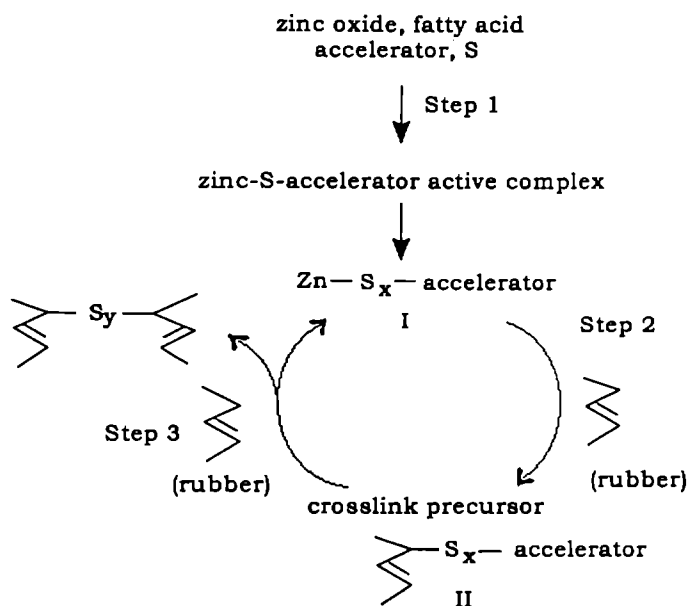 zinc oxide, fatty acid
accelerator, S
Step 1
zinc-S-accelerator active complex
Zn — Sx — accelerator
I
Sy
Step 2
Step 3
(rubber)
(rubber)
crosslink precursor
Sx — accelerator
II